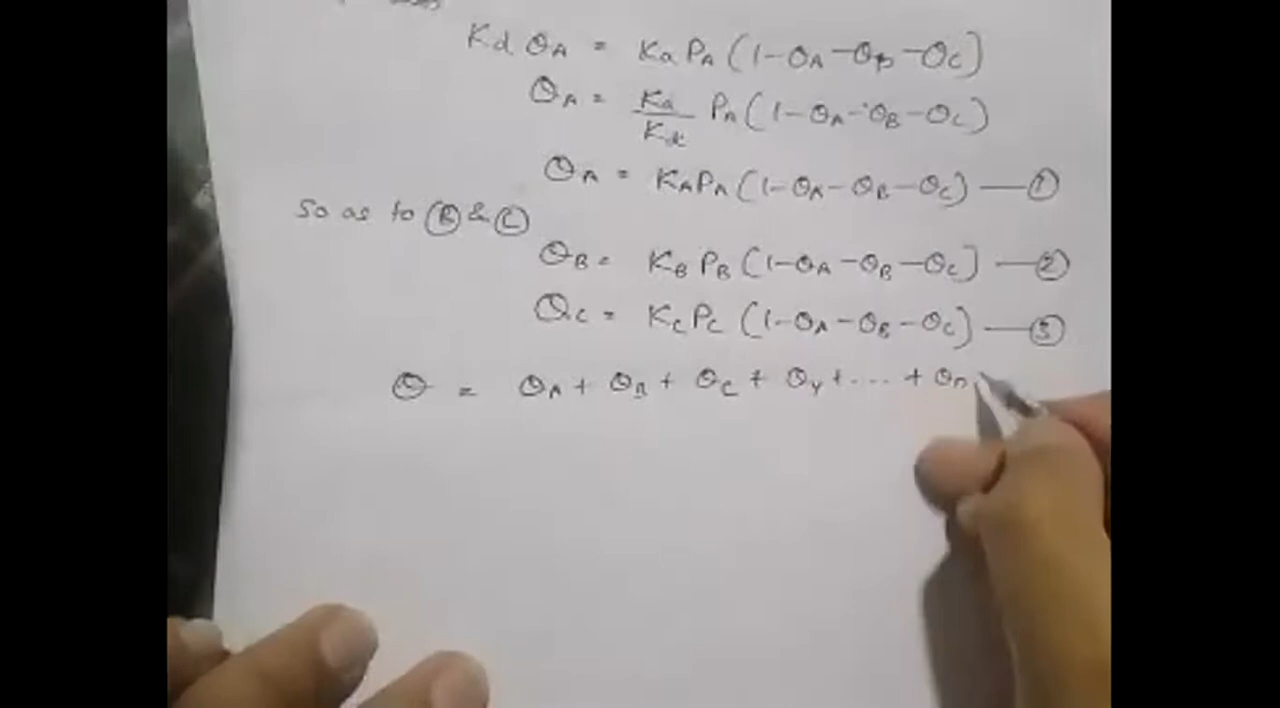 Kd θA = Ka PA (1-θA-θB-θC)
θA = Ka/Kd PA (1-θA-θB-θC)
θA = KAPA (1-θA-θB-θC) — ①
So as to Ⓑ & Ⓒ
θB = KB PB (1-θA-θB-θC) — ②
θC = KC PC (1-θA-θB-θC) — ③
θ = θA + θB + θC + θy + .... + θn